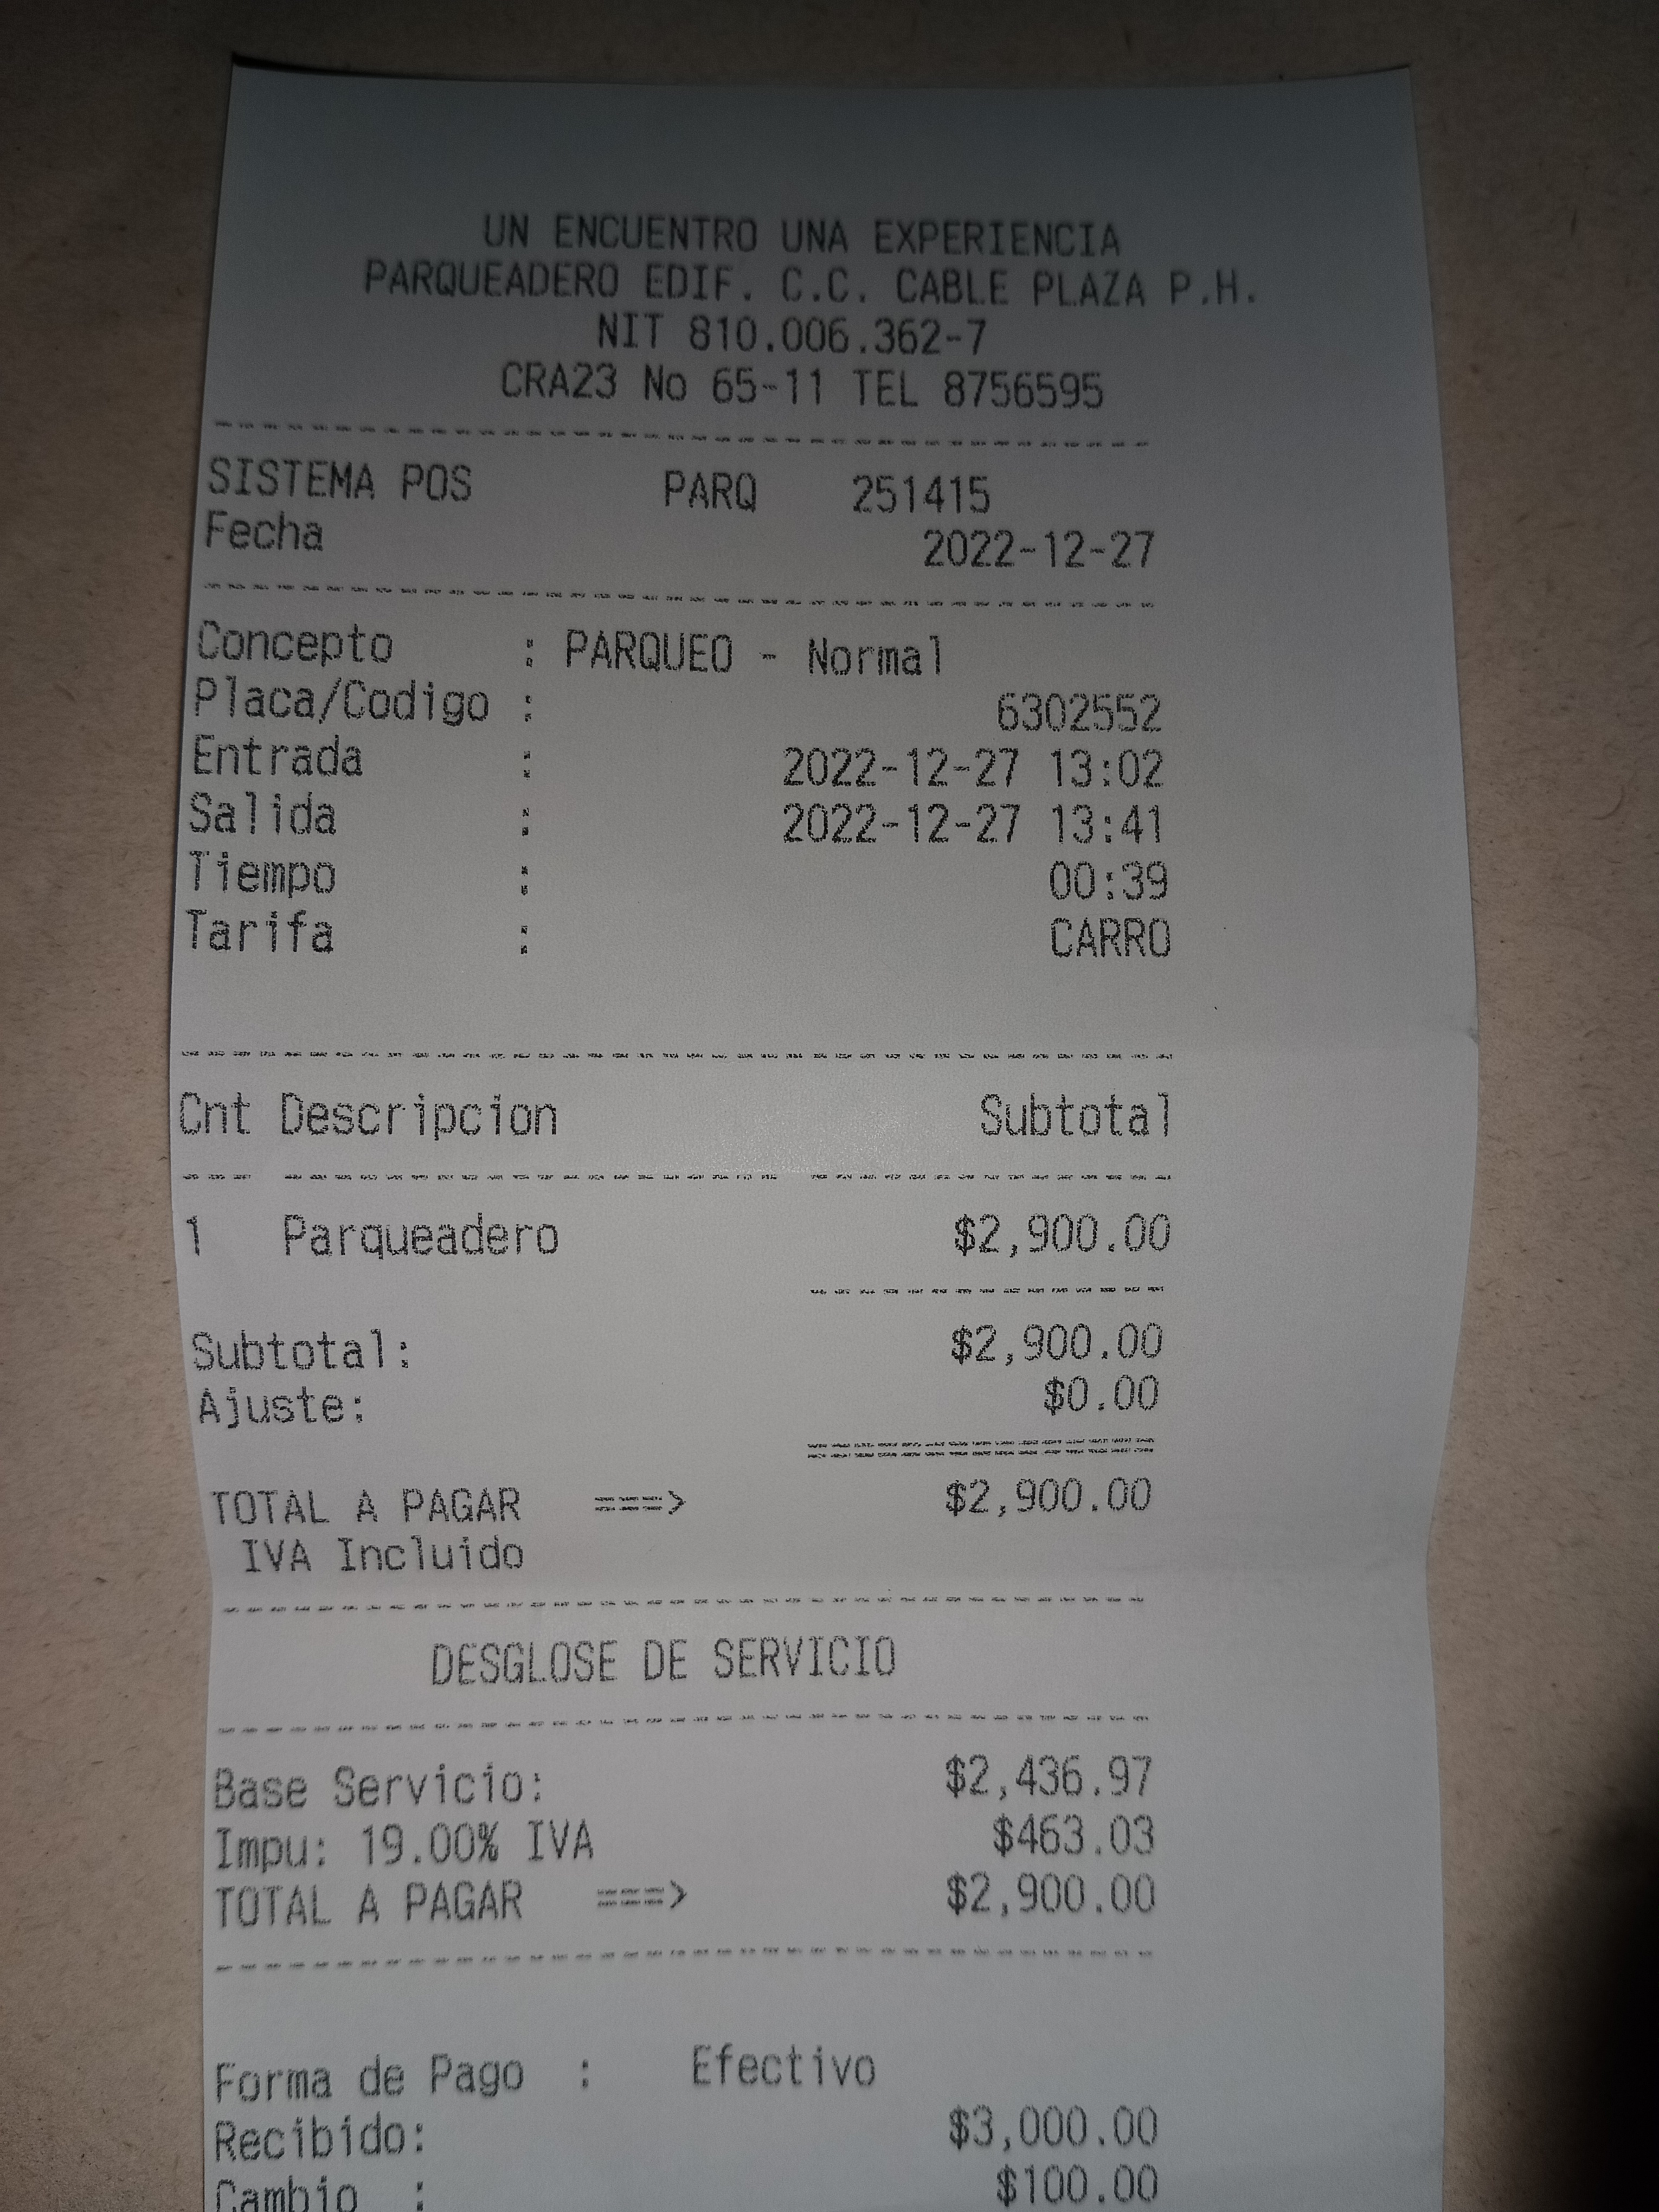 UN ENCUENTRO UNA EXPERIENCIA
PARQUEADERO EDIF. C.C. CABLE PLAZA P.H.
NIT 810.006.362-7
CRA23 No 65-11 TEL 8756595
SISTEMA POS PARQ 251415
Fecha 2022-12-27
Concepto : PARQUEO - Normal
Placa/Codigo : 6302552
Entrada : 2022-12-27 13:02
Salida : 2022-12-27 13:41
Tiempo : 00:39
Tarifa : CARRO
Cnt Descripcion Subtotal
1 Parqueadero $2,900.00
Subtotal: $2,900.00
Ajuste: $0.00
TOTAL A PAGAR ===> $2,900.00
IVA Incluido
DESGLOSE DE SERVICIO
Base Servicio: $2,436.97
Impu: 19.00% IVA $463.03
TOTAL A PAGAR ===> $2,900.00
Forma de Pago : Efectivo
Recibido: $3,000.00
Cambio : $100.00